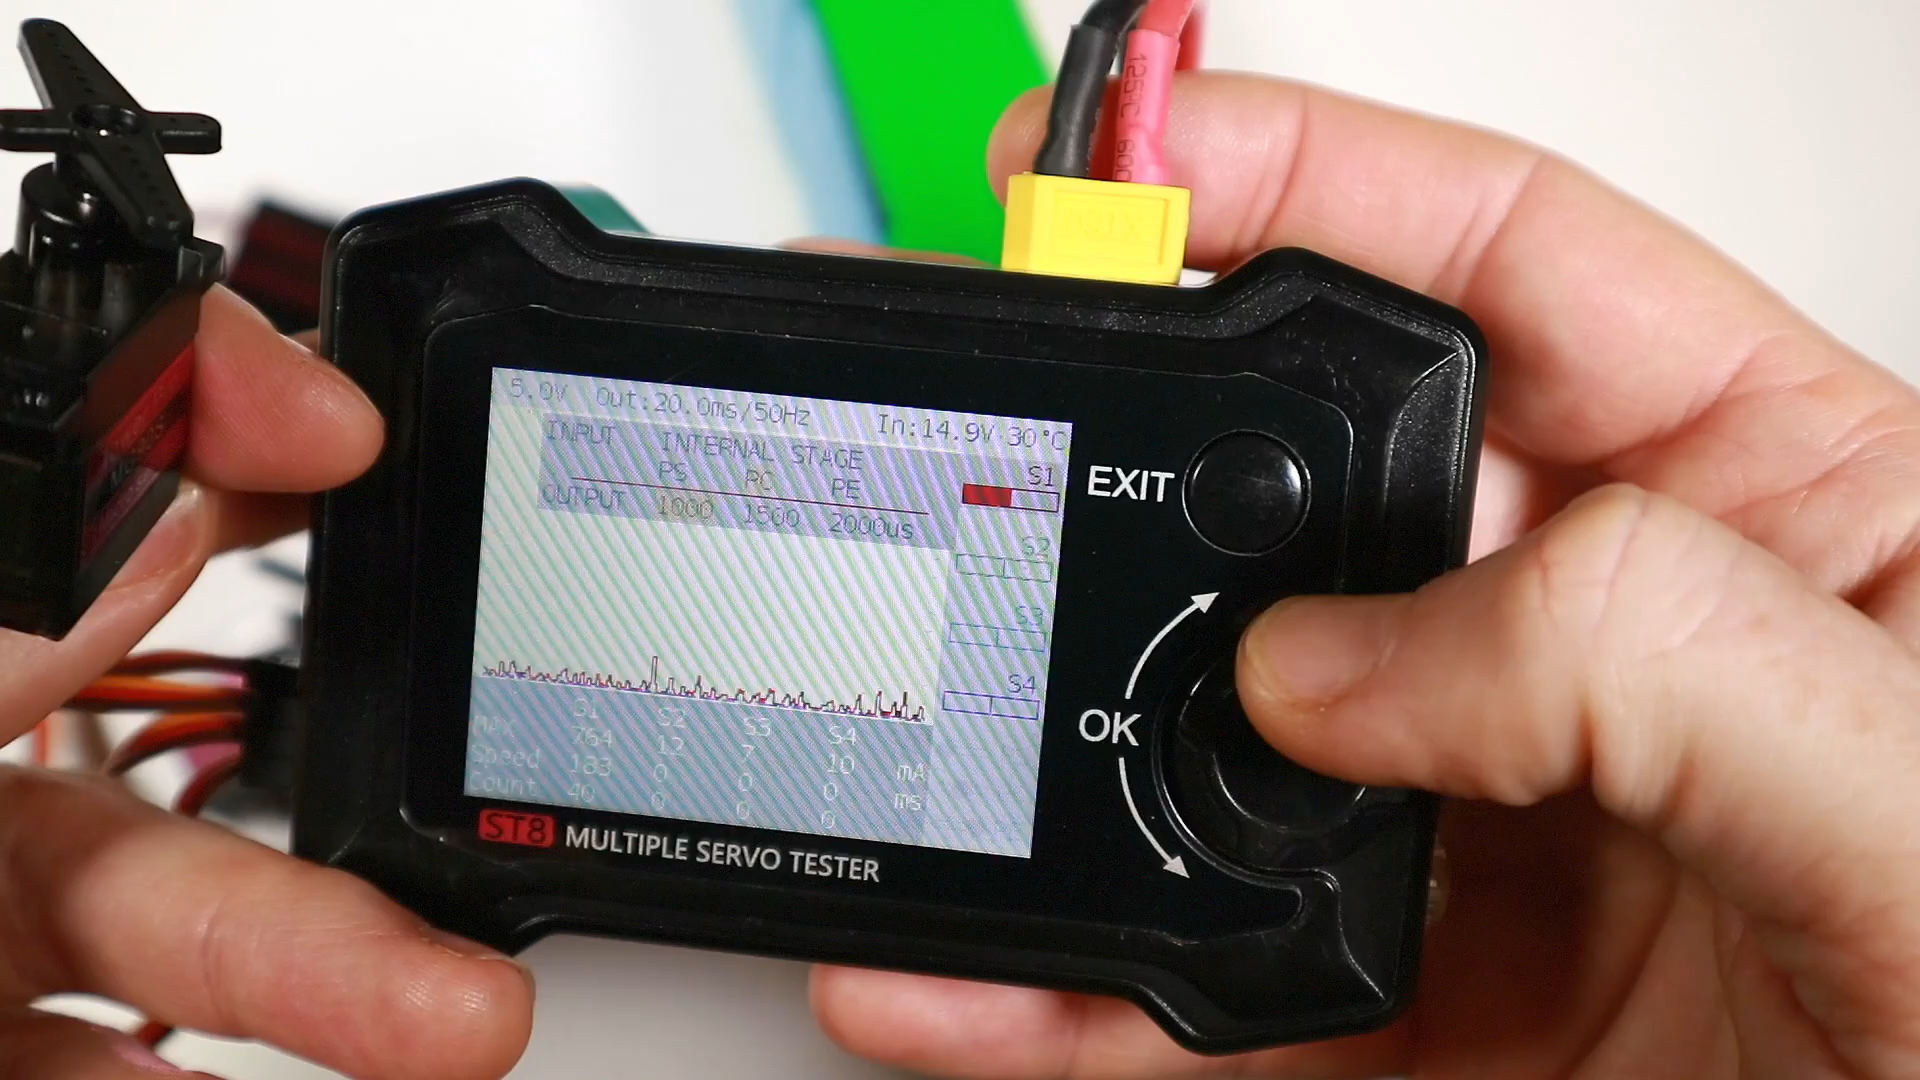 125°C 600
5.0V Out:20.0ms/50Hz In:14.9V 30°C
INPUT INTERNAL STAGE
PS PC PE
OUTPUT 1000 1500 2000us
S1
S2
S3
S4
EXIT
OK
S1 S2 S3 S4
MAX 764 12 7 10 mA
Speed 183 0 0 0 ms
Count 40 0 0 0
ST8 MULTIPLE SERVO TESTER